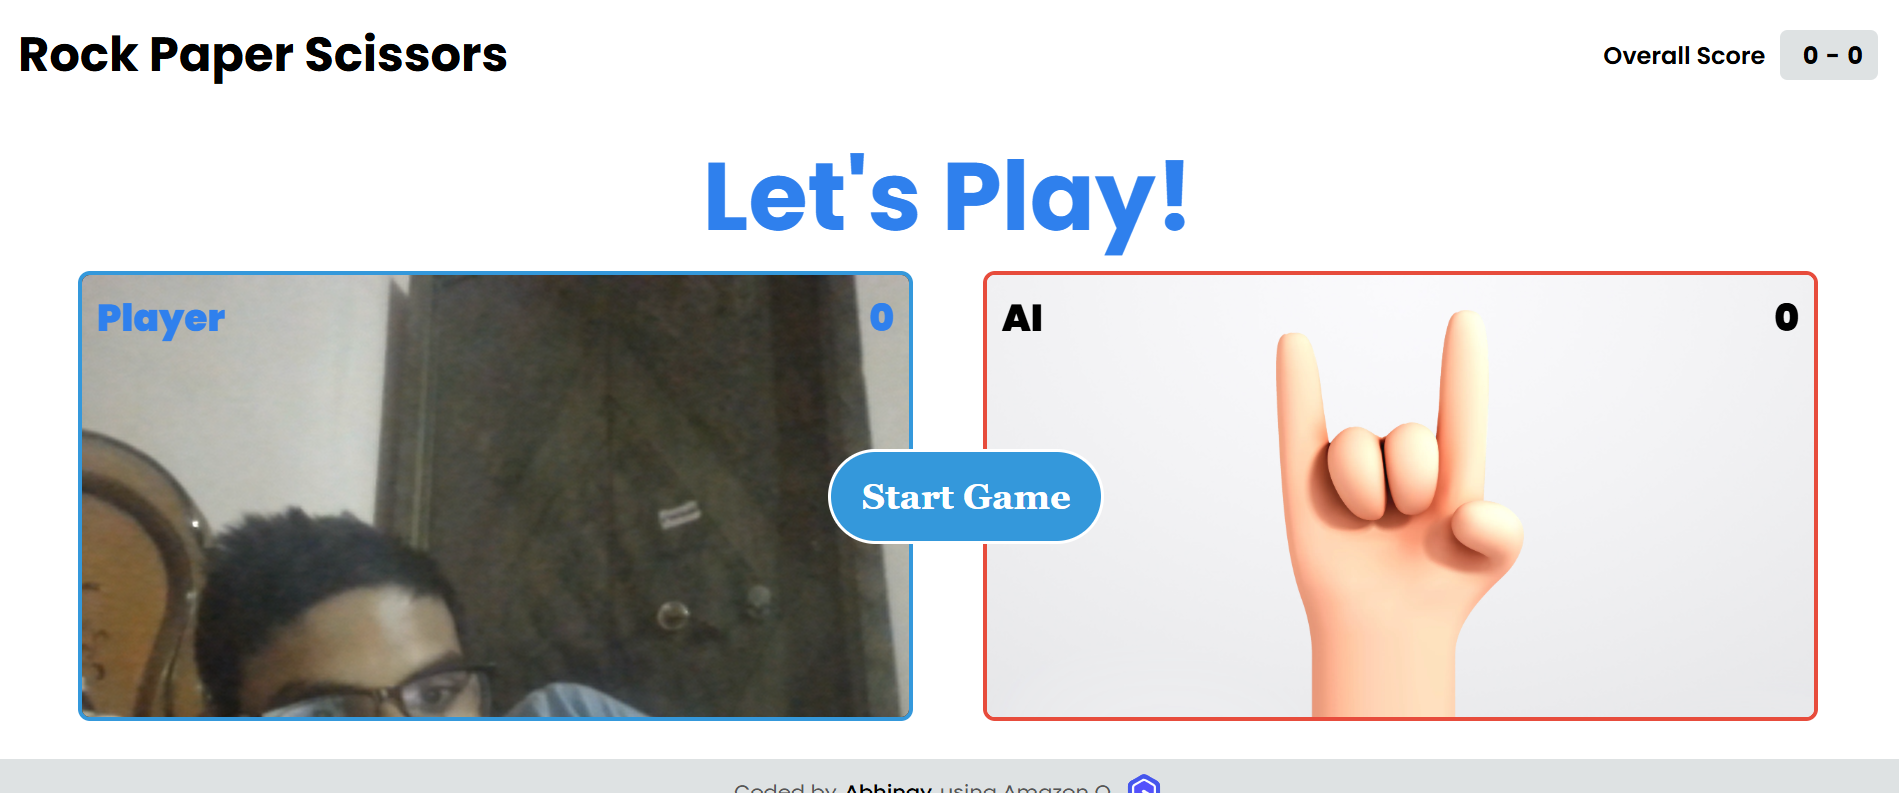 Rock Paper Scissors
Overall Score 0 - 0
Let's Play!
Player 0
AI 0
Start Game
Coded by Abhinav using Amazon Q